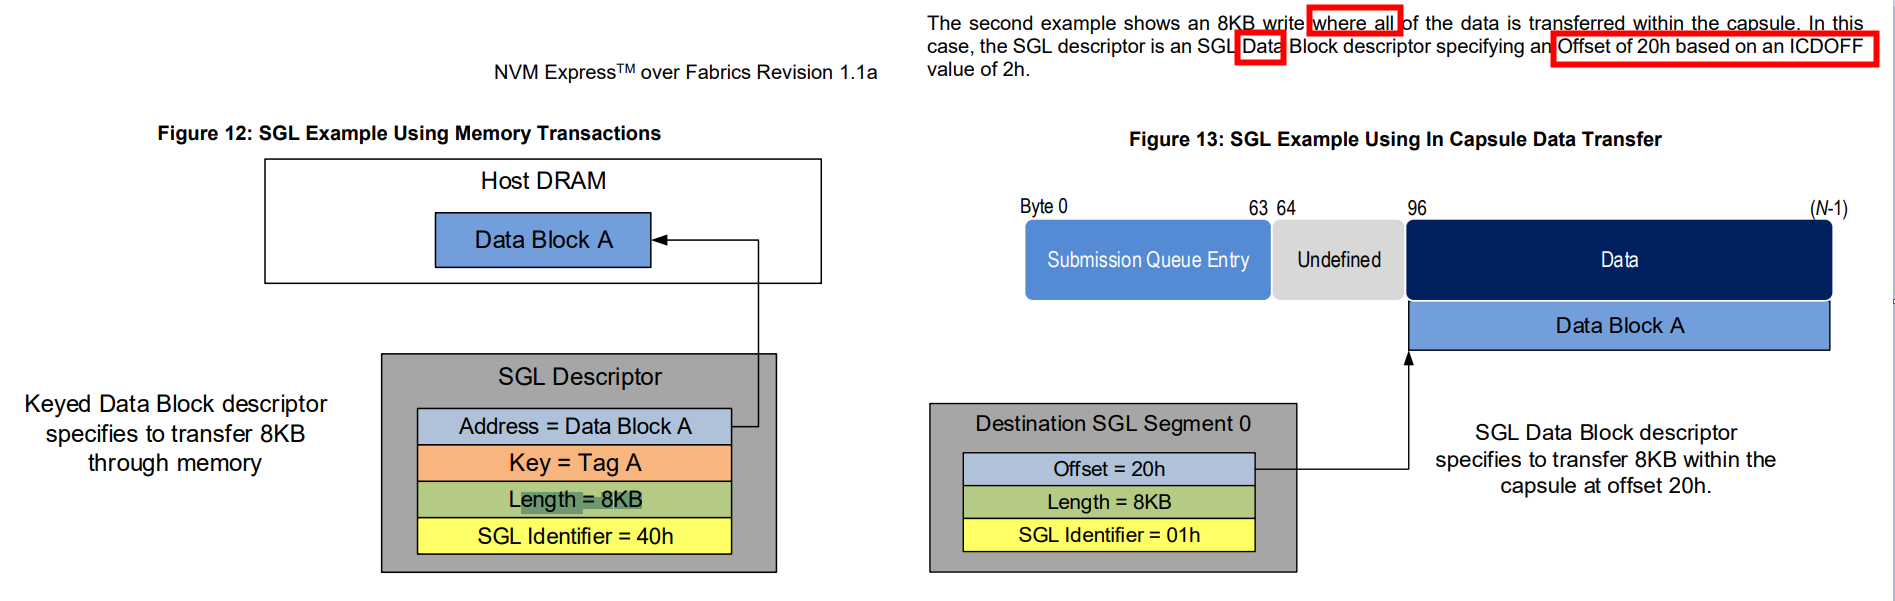 NVM Express™ over Fabrics Revision 1.1a
Figure 12: SGL Example Using Memory Transactions
Host DRAM
Data Block A
SGL Descriptor
Address = Data Block A
Key = Tag A
Length = 8KB
SGL Identifier = 40h
Keyed Data Block descriptor
specifies to transfer 8KB
through memory
The second example shows an 8KB write where all of the data is transferred within the capsule. In this
case, the SGL descriptor is an SGL Data Block descriptor specifying an Offset of 20h based on an ICDOFF
value of 2h.
Figure 13: SGL Example Using In Capsule Data Transfer
Byte 0 63 64 96 (N-1)
Submission Queue Entry Undefined Data
Data Block A
Destination SGL Segment 0
Offset = 20h
Length = 8KB
SGL Identifier = 01h
SGL Data Block descriptor
specifies to transfer 8KB within the
capsule at offset 20h.